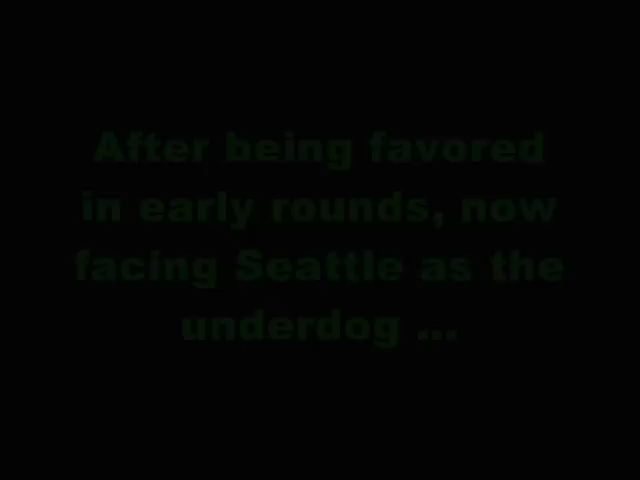 After being favored
in early rounds, now
facing Seattle as the
underdog ...